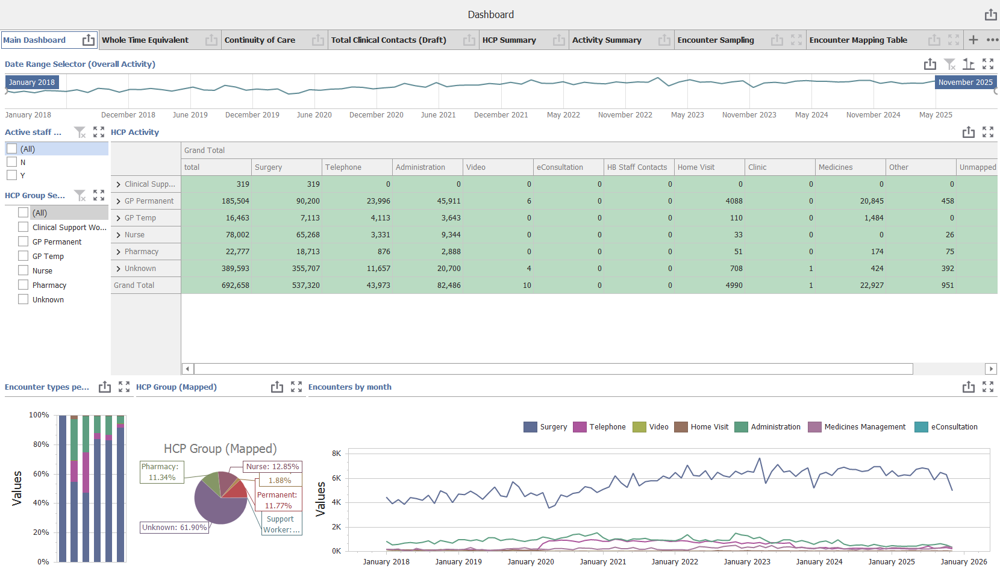 Dashboard
Main Dashboard Whole Time Equivalent Continuity of Care Total Clinical Contacts (Draft) HCP Summary Activity Summary Encounter Sampling Encounter Mapping Table
Date Range Selector (Overall Activity)
January 2018 November 2025
January 2018 December 2018 June 2019 December 2019 June 2020 December 2020 June 2021 December 2021 May 2022 November 2022 May 2023 November 2023 May 2024 November 2024 May 2025
Active staff ...
(All)
N
Y
HCP Group Se...
(All)
Clinical Support Wo...
GP Permanent
GP Temp
Nurse
Pharmacy
Unknown
HCP Activity
Grand Total
total Surgery Telephone Administration Video eConsultation HB Staff Contacts Home Visit Clinic Medicines Other Unmapped
Clinical Supp... 319 319 0 0 0 0 0 0 0 0 0
GP Permanent 185,504 90,200 23,996 45,911 6 0 0 4088 0 20,845 458
GP Temp 16,463 7,113 4,113 3,643 0 0 0 110 0 1,484 0
Nurse 78,002 65,268 3,331 9,344 0 0 0 33 0 0 26
Pharmacy 22,777 18,713 876 2,888 0 0 0 51 0 174 75
Unknown 389,593 355,707 11,657 20,700 4 0 0 708 1 424 392
Grand Total 692,658 537,320 43,973 82,486 10 0 0 4990 1 22,927 951
Encounter types pe...
100%
80%
60%
40%
20%
0%
Values
HCP Group (Mapped)
HCP Group (Mapped)
Pharmacy:
11.34%
Nurse: 12.85%
1.88%
Permanent:
11.77%
Support
Worker:...
Unknown: 61.90%
Encounters by month
Surgery Telephone Video Home Visit Administration Medicines Management eConsultation
8K
6K
4K
2K
0K
Values
January 2018 January 2019 January 2020 January 2021 January 2022 January 2023 January 2024 January 2025 January 2026